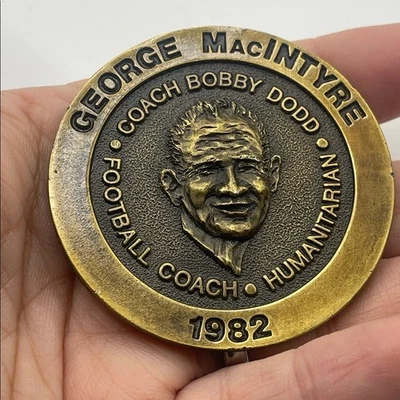 GEORGE MACINTYRE
• COACH BOBBY DODD •
FOOTBALL COACH • HUMANITARIAN
1982